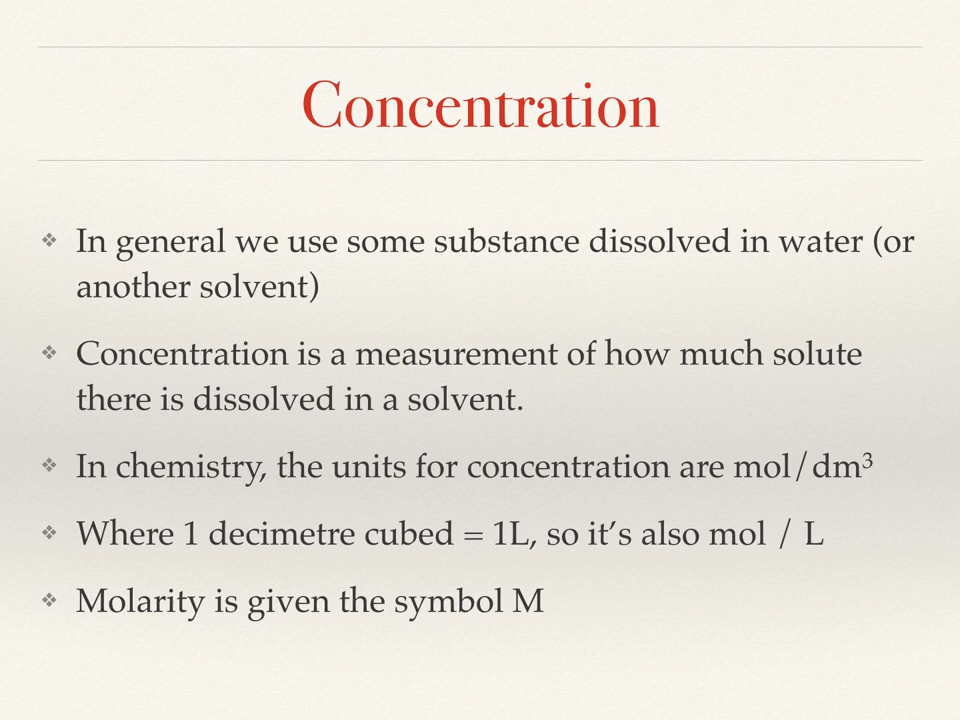 Concentration
❖ In general we use some substance dissolved in water (or
another solvent)
❖ Concentration is a measurement of how much solute
there is dissolved in a solvent.
❖ In chemistry, the units for concentration are mol/dm³
❖ Where 1 decimetre cubed = 1L, so it’s also mol / L
❖ Molarity is given the symbol M